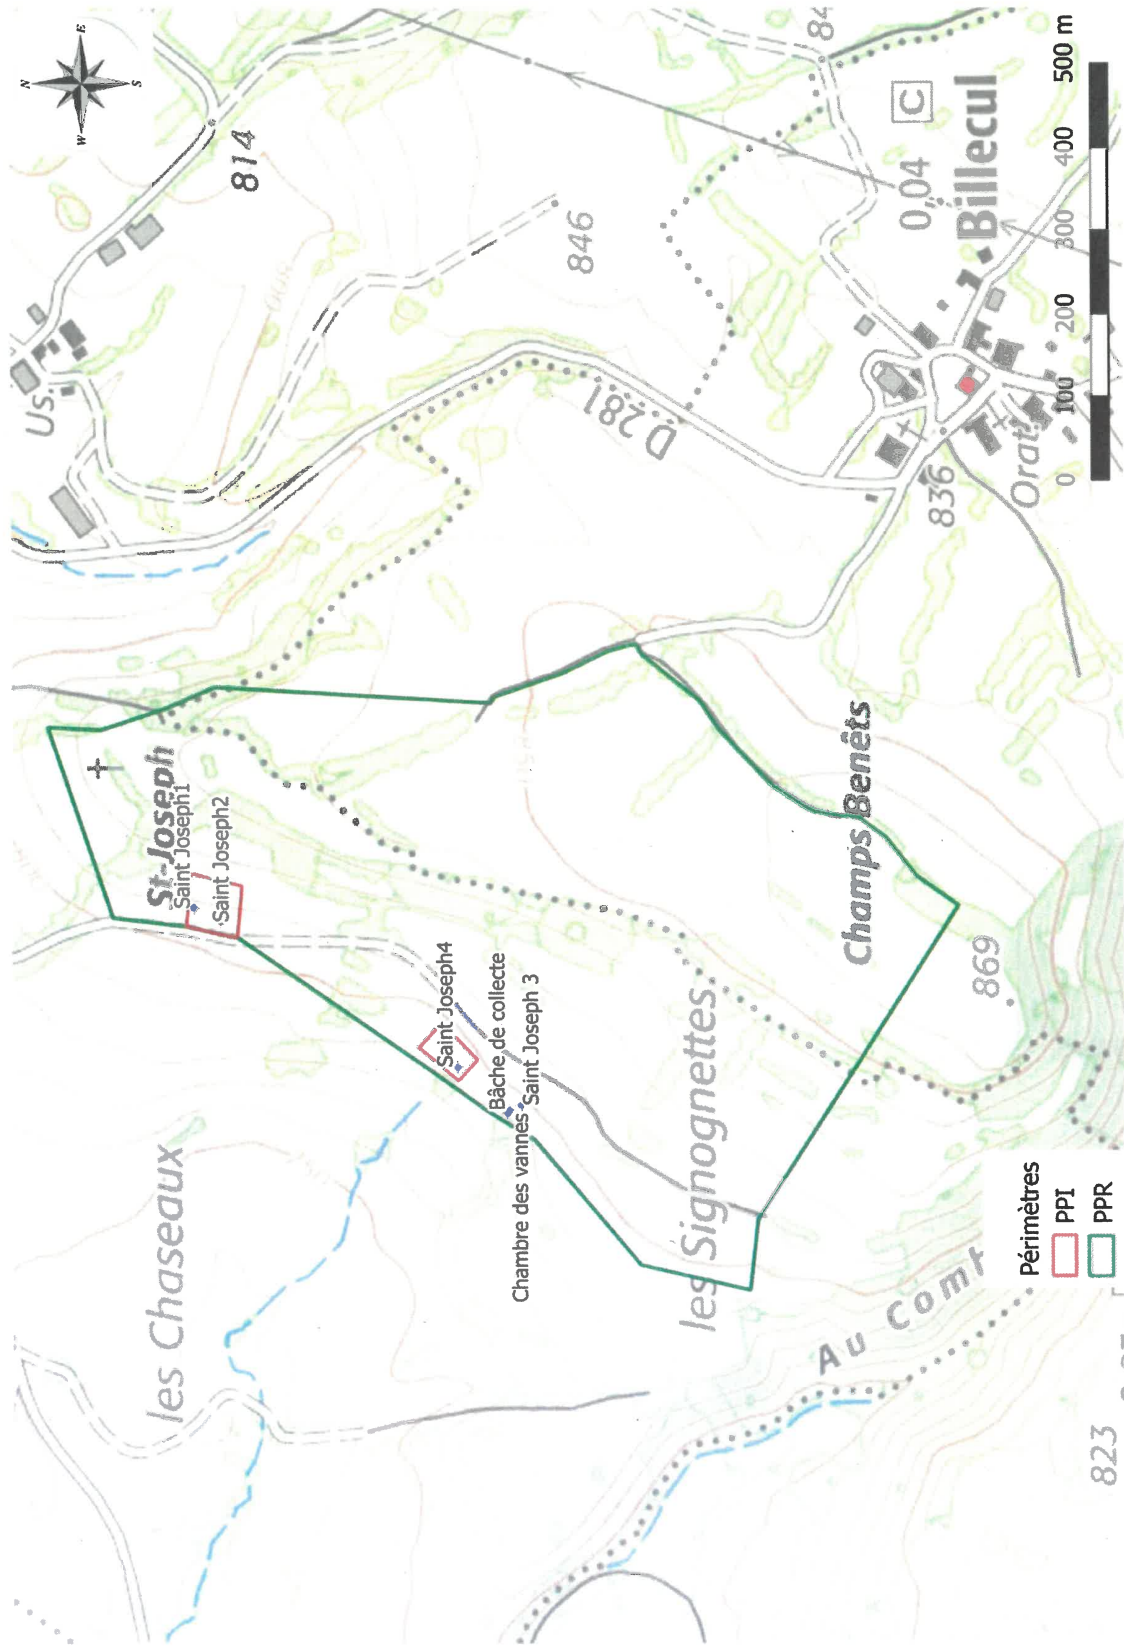 N
W E
S
Us.
les Chaseaux
St-Joseph
Saint Joseph1
Saint Joseph2
814
Saint Joseph4
Bâche de collecte
Chambre des vannes
Saint Joseph 3
846
D 281
les Signognettes
Au
Champs Benêts
0,04
C
836
Billecul
869
Orat.
Périmètres
PPI
PPR
0 100 200 300 400 500 m
823